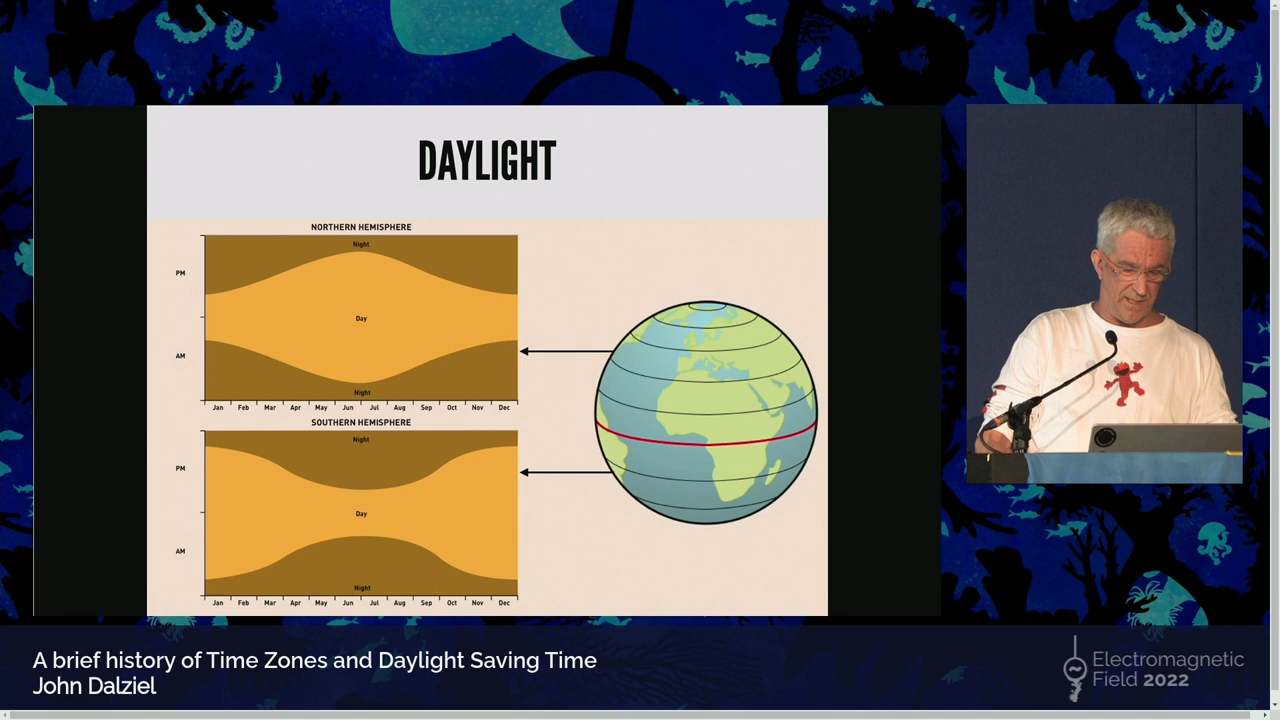 DAYLIGHT
NORTHERN HEMISPHERE
Night
PM
Day
AM
Night
Jan Feb Mar Apr May Jun Jul Aug Sep Oct Nov Dec
SOUTHERN HEMISPHERE
Night
PM
Day
AM
Night
Jan Feb Mar Apr May Jun Jul Aug Sep Oct Nov Dec
A brief history of Time Zones and Daylight Saving Time
John Dalziel
Electromagnetic
Field 2022